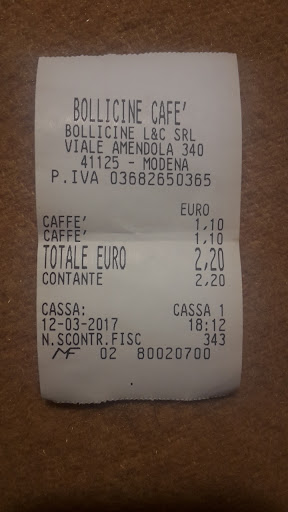 BOLLICINE CAFE'
BOLLICINE L&C SRL
VIALE AMENDOLA 340
41125 - MODENA
P.IVA 03682650365
EURO
CAFFE' 1,10
CAFFE' 1,10
TOTALE EURO 2,20
CONTANTE 2,20
CASSA: CASSA 1
12-03-2017 18:12
N.SCONTR.FISC 343
MF 02 80020700